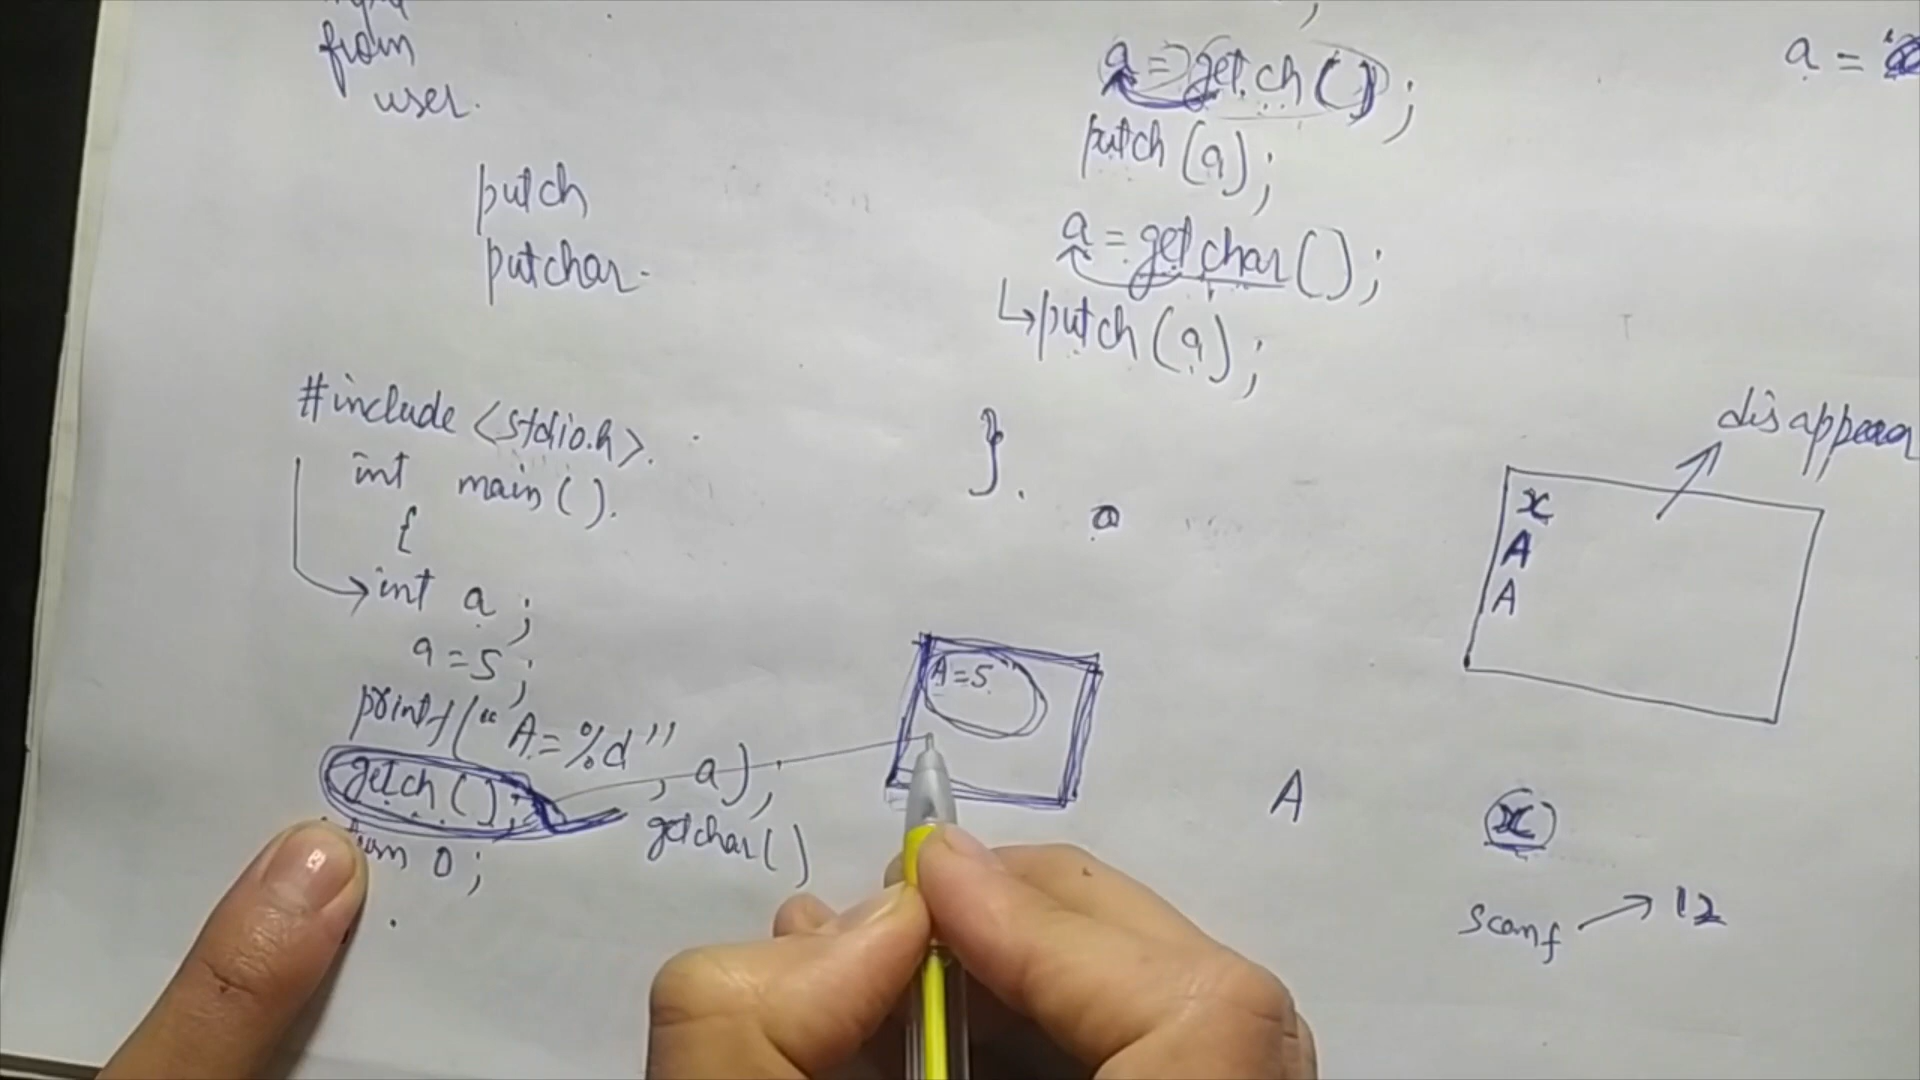 from
user.
putch
putchar.
#include <stdio.h>.
int main().
{
int a;
a=5;
printf("A=%d"
, a);
getch();
getchar()
0;
a = getch();
putch(a);
a = getchar();
putch(a);
}.
a
A=5
A
a =
disappear
x
A
A
x
scanf → 12